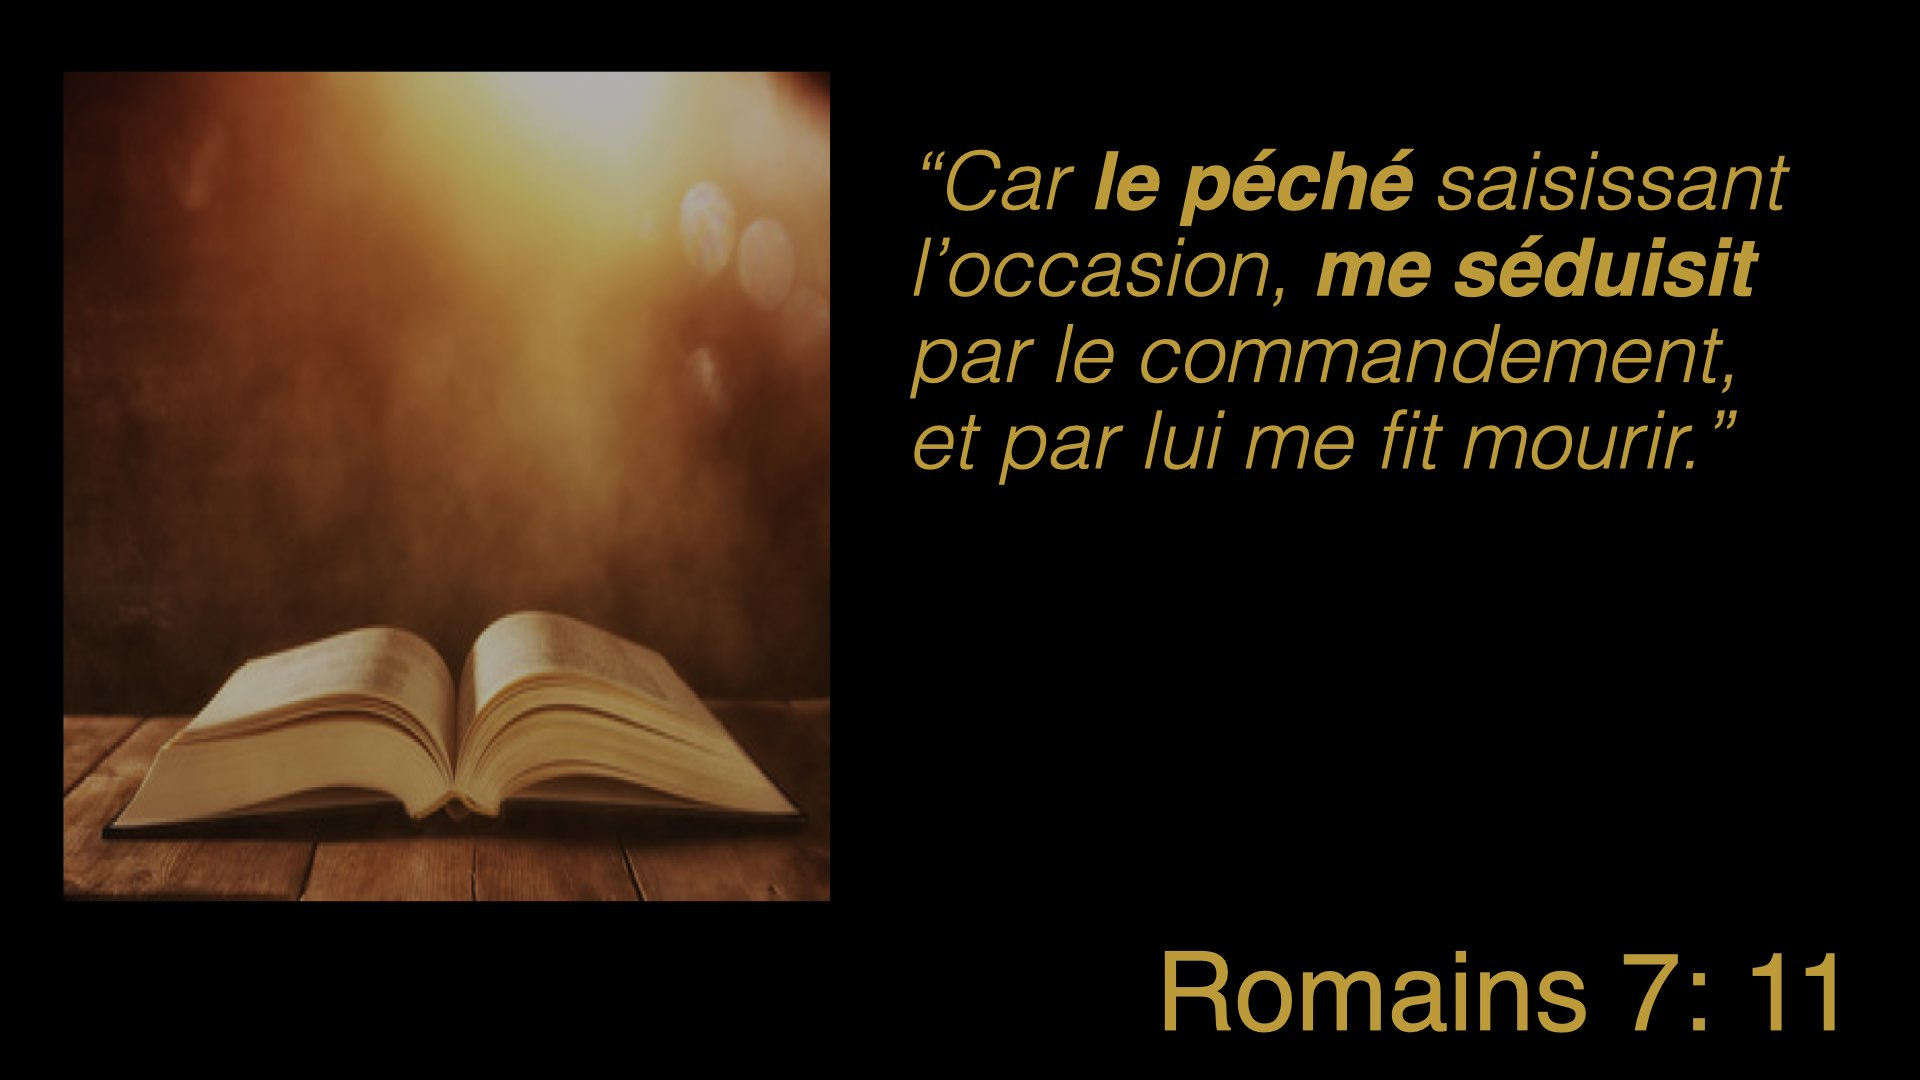 “Car le péché saisissant
l’occasion, me séduisit
par le commandement,
et par lui me fit mourir.”
Romains 7: 11